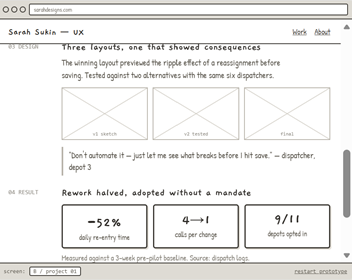 sarahdesigns.com
Sarah Sukin — UX
Work About
03 DESIGN
Three layouts, one that showed consequences
The winning layout previewed the ripple effect of a reassignment before
saving. Tested against two alternatives with the same six dispatchers.
v1 sketch
v2 tested
final
"Don't automate it — just let me see what breaks before I hit save." — dispatcher,
depot 3
04 RESULT
Rework halved, adopted without a mandate
−52%
daily re-entry time
4→1
calls per change
9/11
depots opted in
Measured against a 3-week pre-pilot baseline. Source: dispatch logs.
screen: 8 / project 01
restart prototype